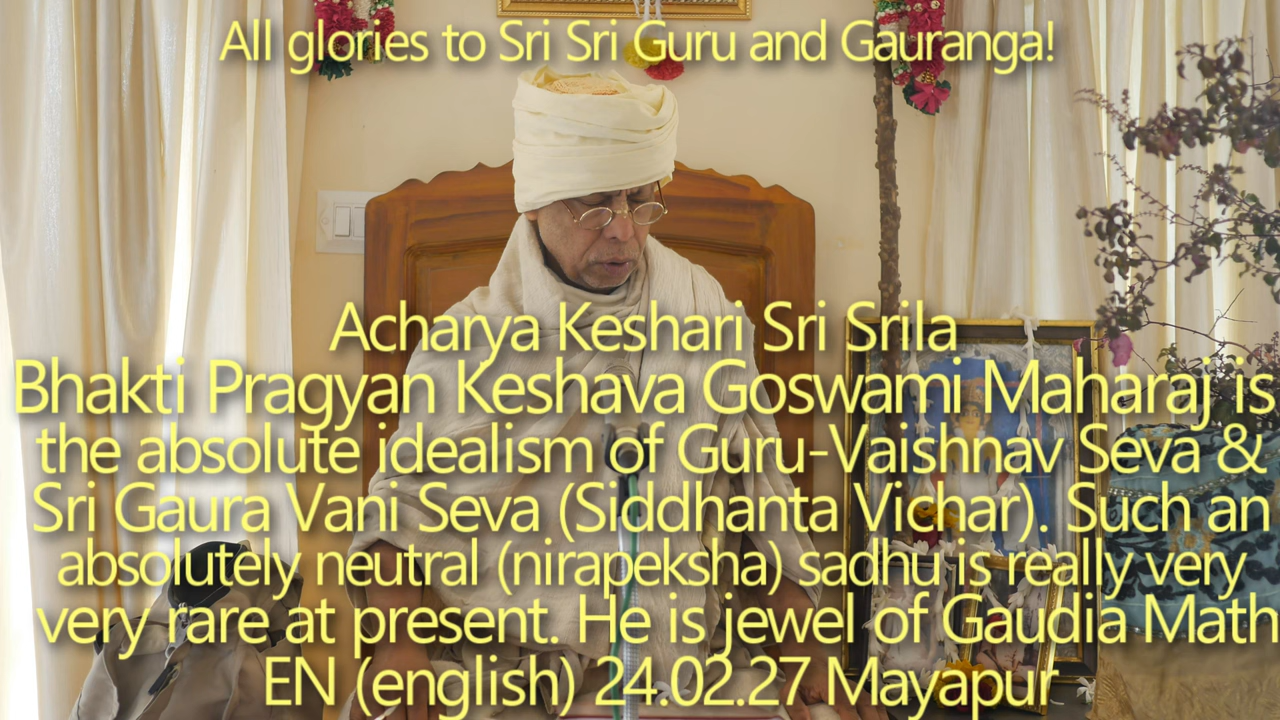 All glories to Sri Sri Guru and Gauranga!
Acharya Keshari Sri Srila
Bhakti Pragyan Keshava Goswami Maharaj is
the absolute idealism of Guru-Vaishnav Seva &
Sri Gaura Vani Seva (Siddhanta Vichar). Such an
absolutely neutral (nirapeksha) sadhu is really very
very rare at present. He is jewel of Gaudia Math
EN (english) 24.02.27 Mayapur